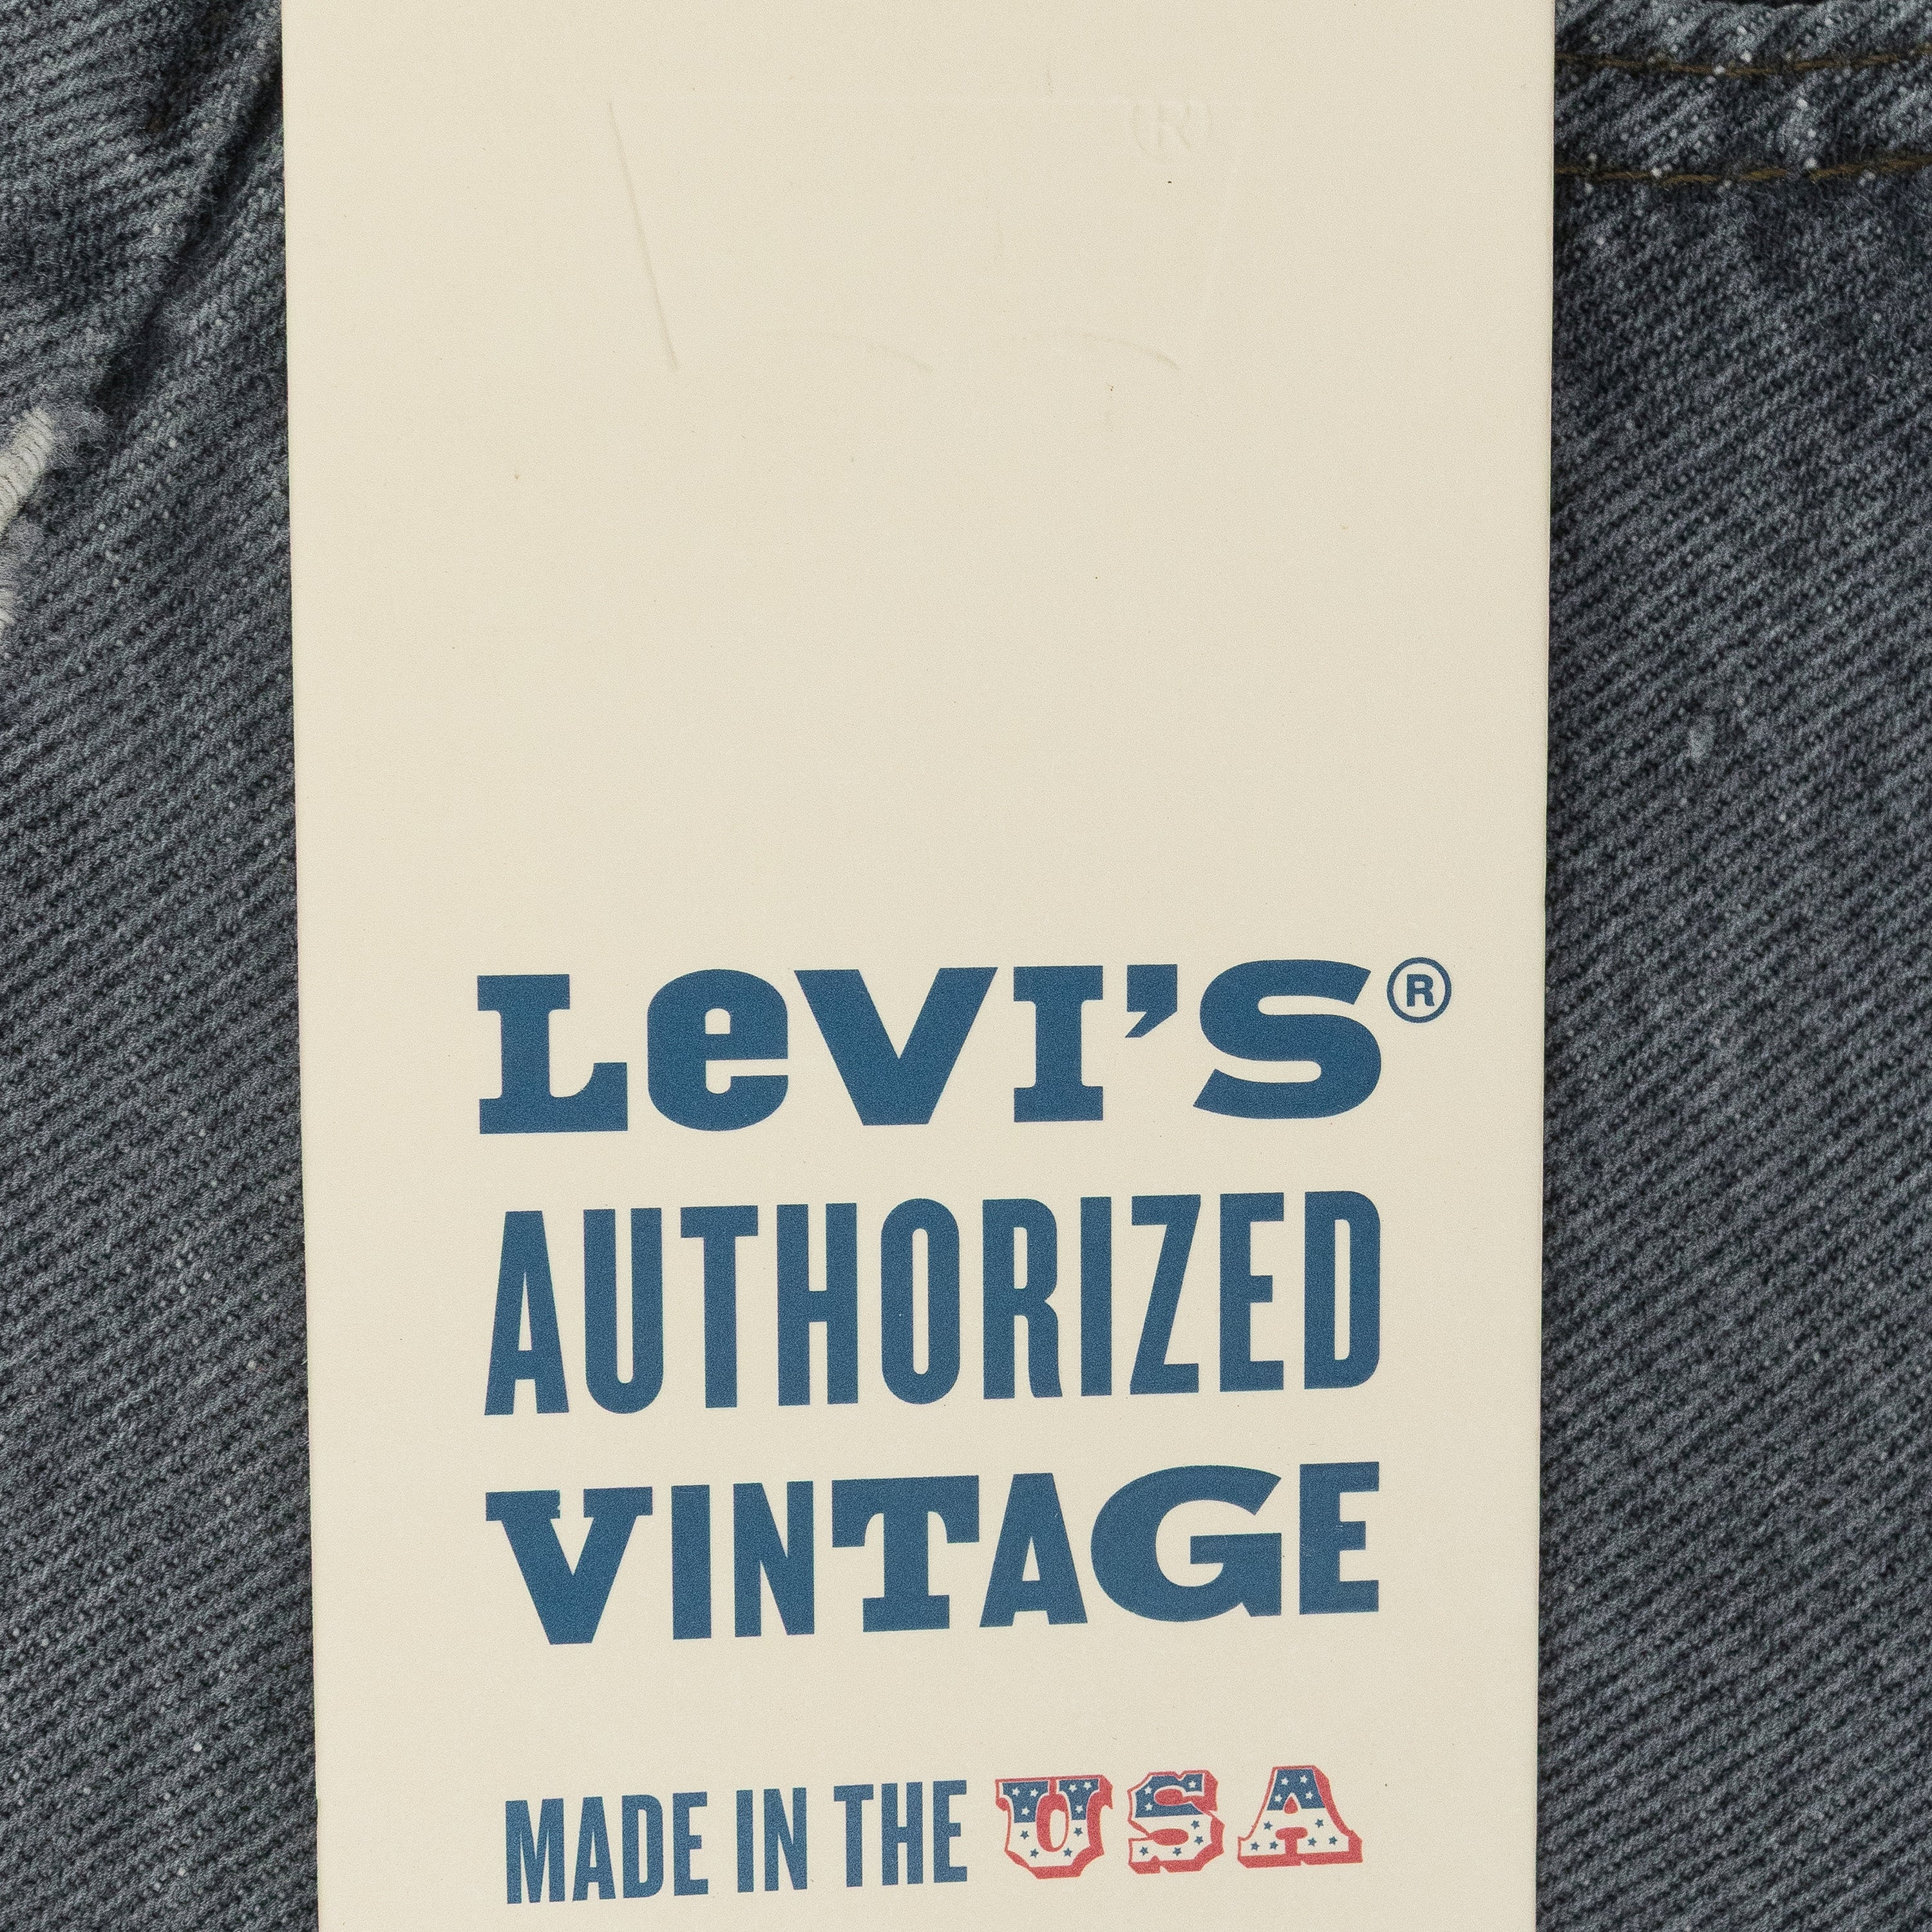 LeVI'S®
AUTHORIZED
VINTAGE
MADE IN THE USA